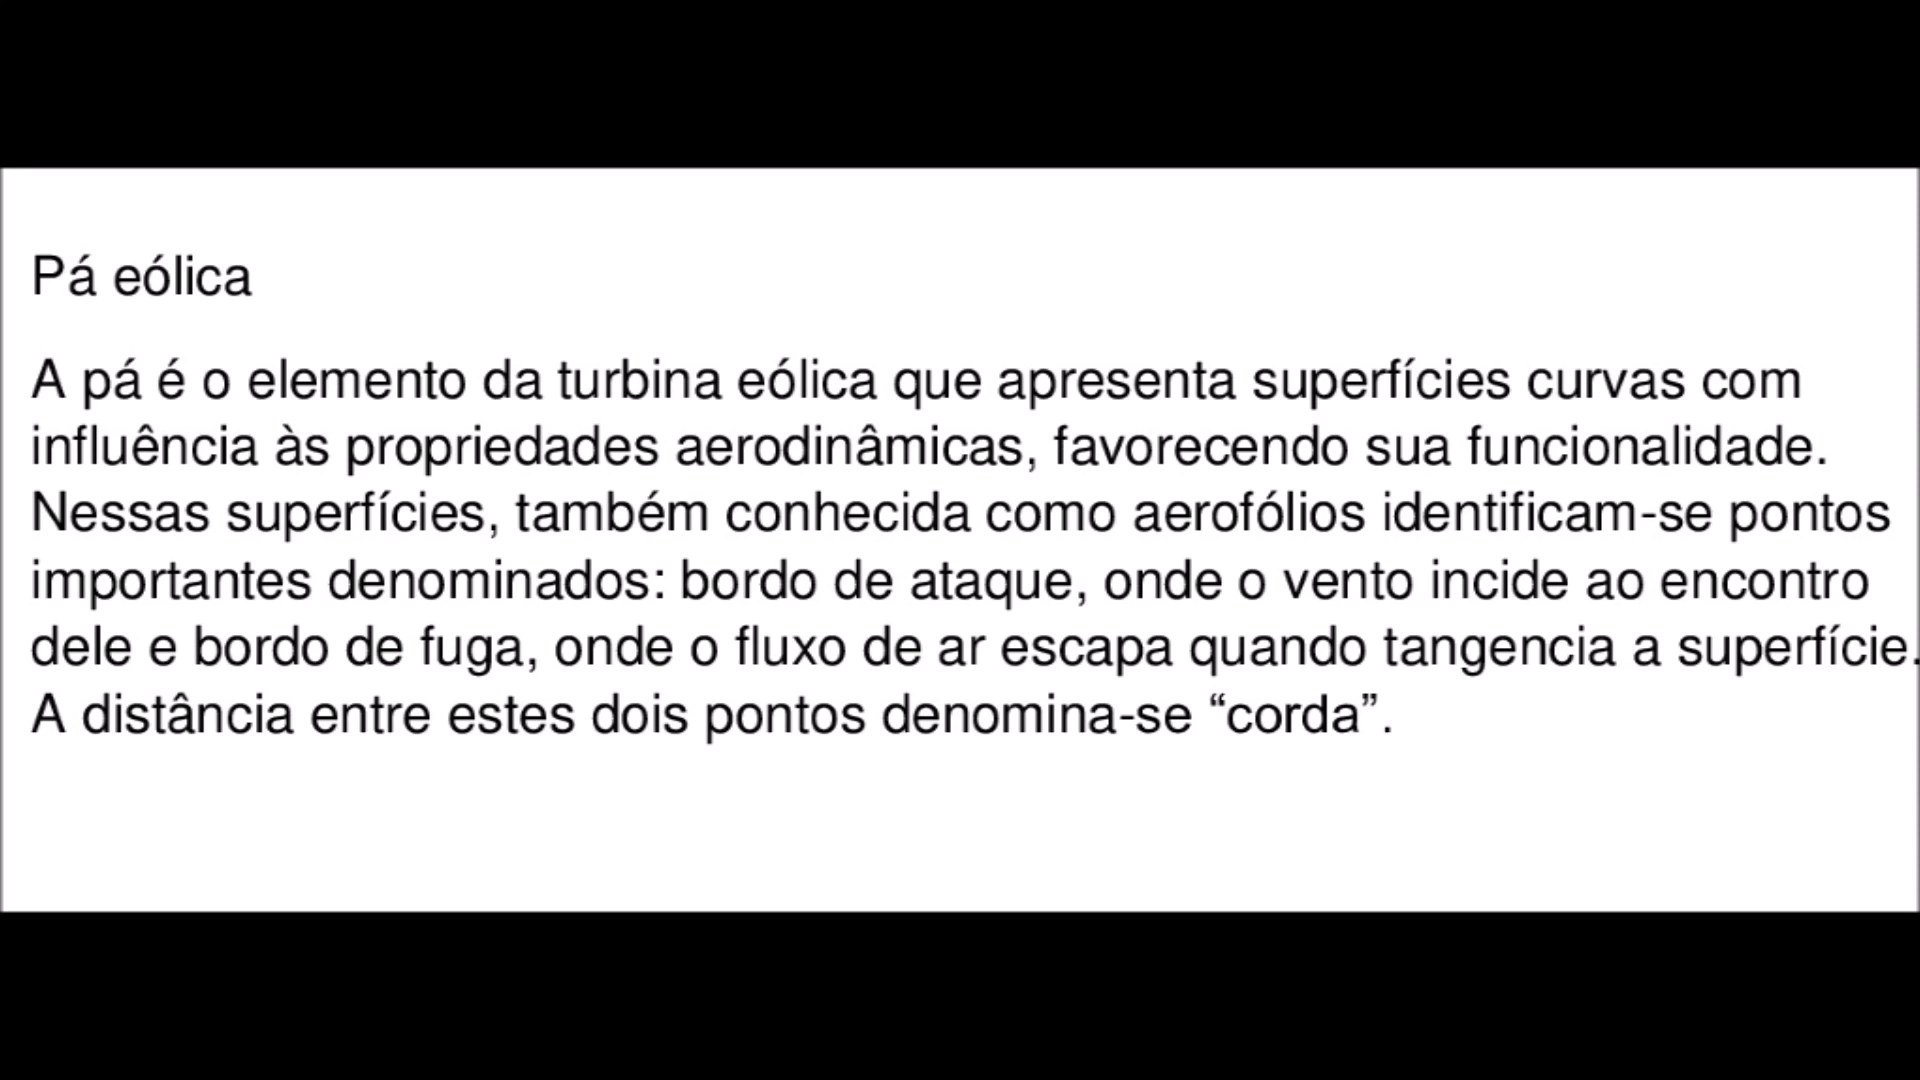 Pá eólica
A pá é o elemento da turbina eólica que apresenta superfícies curvas com
influência às propriedades aerodinâmicas, favorecendo sua funcionalidade.
Nessas superfícies, também conhecida como aerofólios identificam-se pontos
importantes denominados: bordo de ataque, onde o vento incide ao encontro
dele e bordo de fuga, onde o fluxo de ar escapa quando tangencia a superfície.
A distância entre estes dois pontos denomina-se “corda”.